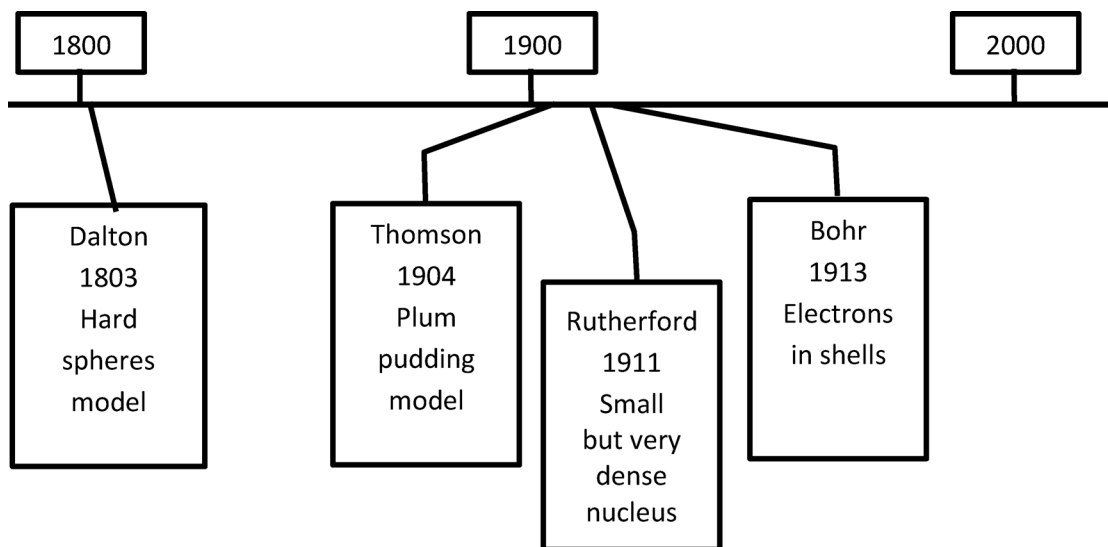 1800
1900
2000
Dalton
1803
Hard
spheres
model
Thomson
1904
Plum
pudding
model
Rutherford
1911
Small
but very
dense
nucleus
Bohr
1913
Electrons
in shells